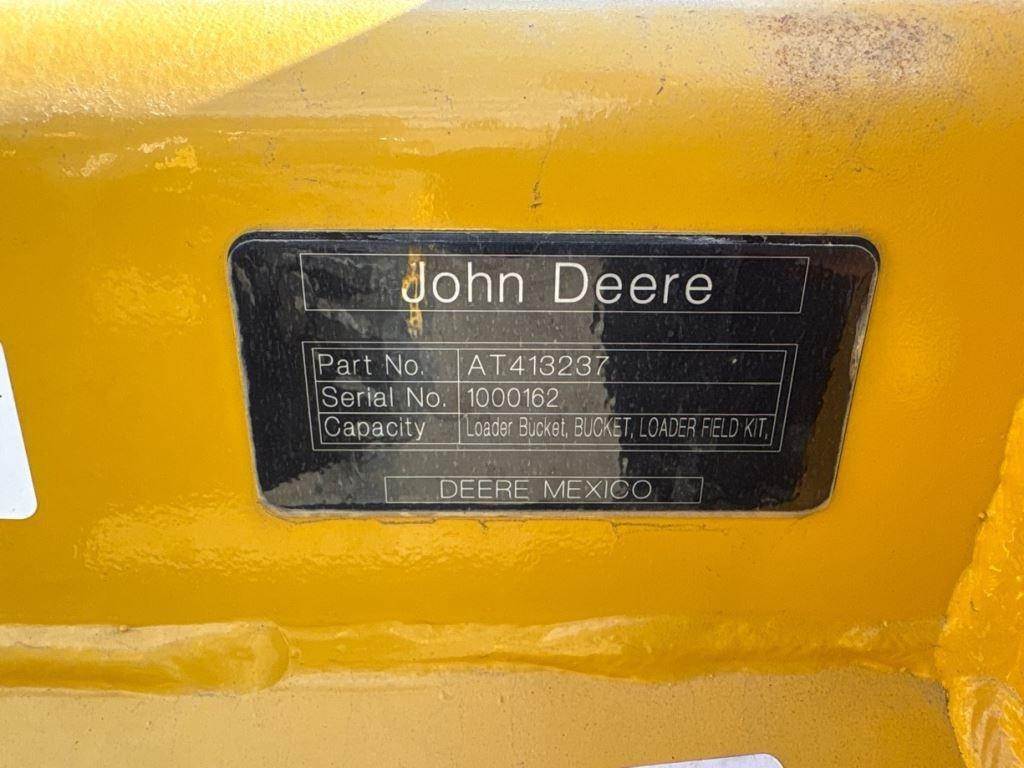 John Deere
Part No. AT413237
Serial No. 1000162
Capacity Loader Bucket, BUCKET, LOADER FIELD KIT,
DEERE MEXICO